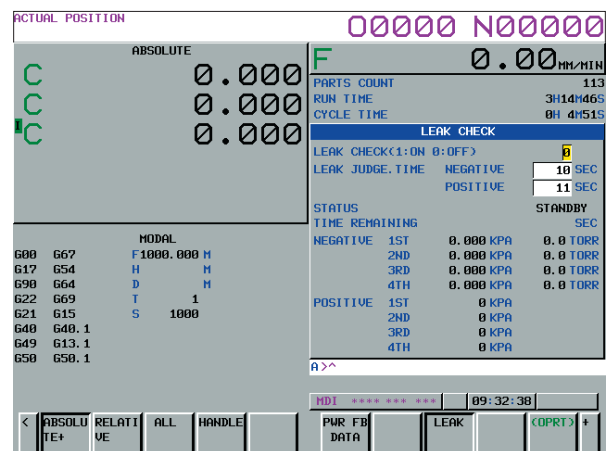 ACTUAL POSITION
O0000 N00000
ABSOLUTE
C 0.000
C 0.000
I C 0.000
F 0.00 MM/MIN
PARTS COUNT 113
RUN TIME 3H14M46S
CYCLE TIME 0H 4M51S
LEAK CHECK
LEAK CHECK(1:ON 0:OFF) 0
LEAK JUDGE.TIME NEGATIVE 10 SEC
POSITIVE 11 SEC
STATUS STANDBY
TIME REMAINING SEC
NEGATIVE 1ST 0.000 KPA 0.0 TORR
2ND 0.000 KPA 0.0 TORR
3RD 0.000 KPA 0.0 TORR
4TH 0.000 KPA 0.0 TORR
POSITIVE 1ST 0 KPA
2ND 0 KPA
3RD 0 KPA
4TH 0 KPA
MODAL
G00 G67 F1000.000 M
G17 G54 H M
G90 G64 D M
G22 G69 T 1
G21 G15 S 1000
G40 G40.1
G49 G13.1
G50 G50.1
A>^
MDI **** *** *** 09:32:38
< ABSOLUTE+ RELATIVE ALL HANDLE PWR FB DATA LEAK (OPRT) +